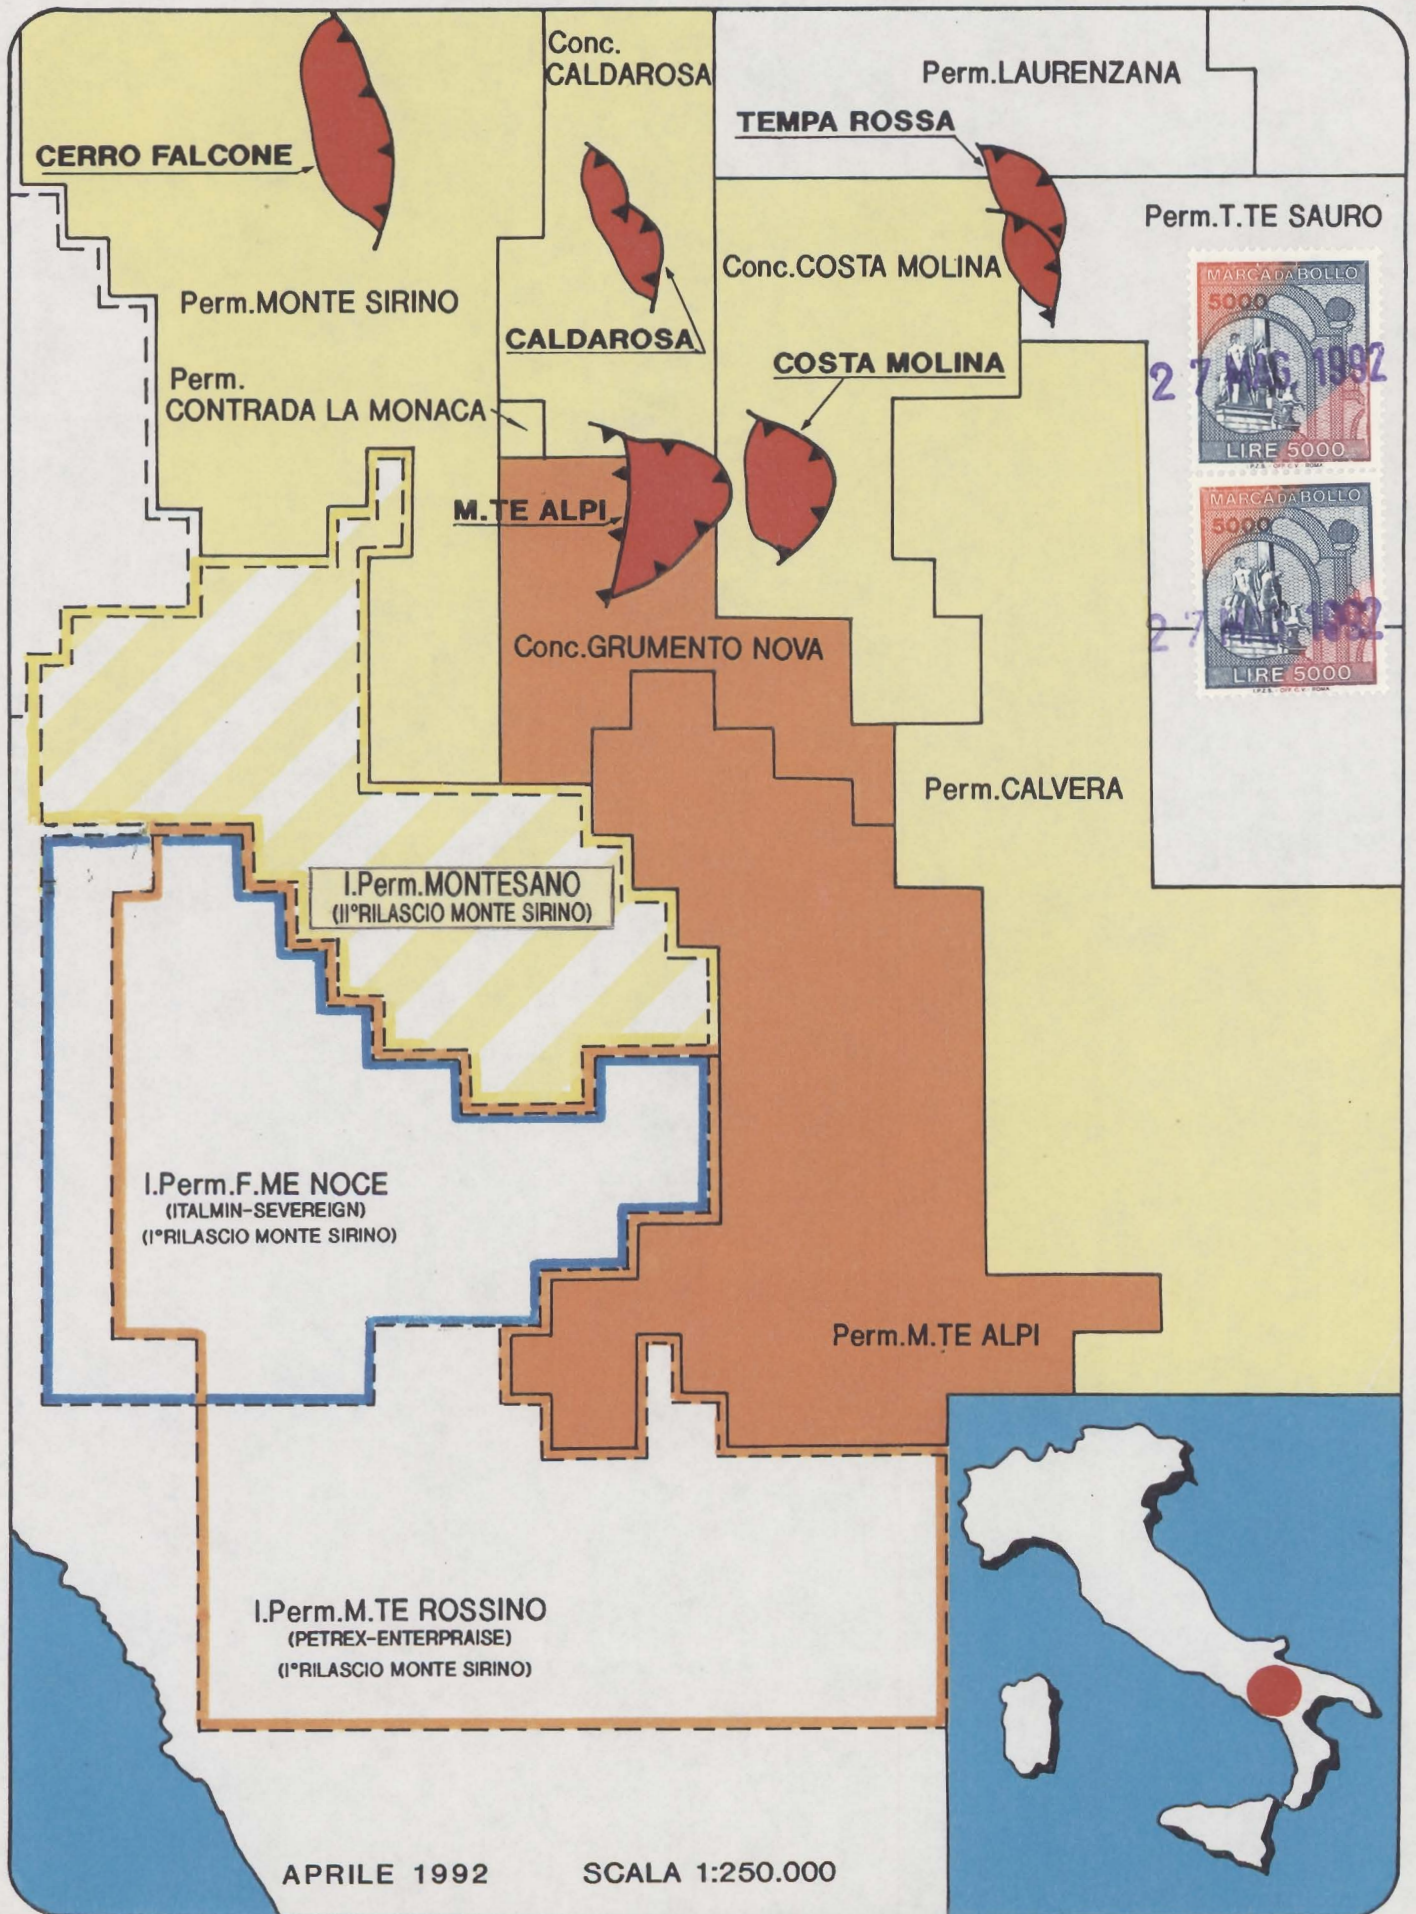 Conc.
CALDAROSA
Perm.LAURENZANA
TEMPA ROSSA
CERRO FALCONE
Perm.T.TE SAURO
Conc.COSTA MOLINA
Perm.MONTE SIRINO
CALDAROSA
COSTA MOLINA
Perm.
CONTRADA LA MONACA
M.TE ALPI
MARCA DA BOLLO
5000
27 MAG. 1992
LIRE 5000
I.P.Z.S. - OFF. C.V. - ROMA
MARCA DA BOLLO
5000
27 MAG. 1992
LIRE 5000
I.P.Z.S. - OFF. C.V. - ROMA
Conc.GRUMENTO NOVA
Perm.CALVERA
I.Perm.MONTESANO
(II°RILASCIO MONTE SIRINO)
I.Perm.F.ME NOCE
(ITALMIN-SEVEREIGN)
(I°RILASCIO MONTE SIRINO)
Perm.M.TE ALPI
I.Perm.M.TE ROSSINO
(PETREX-ENTERPRAISE)
(I°RILASCIO MONTE SIRINO)
APRILE 1992
SCALA 1:250.000